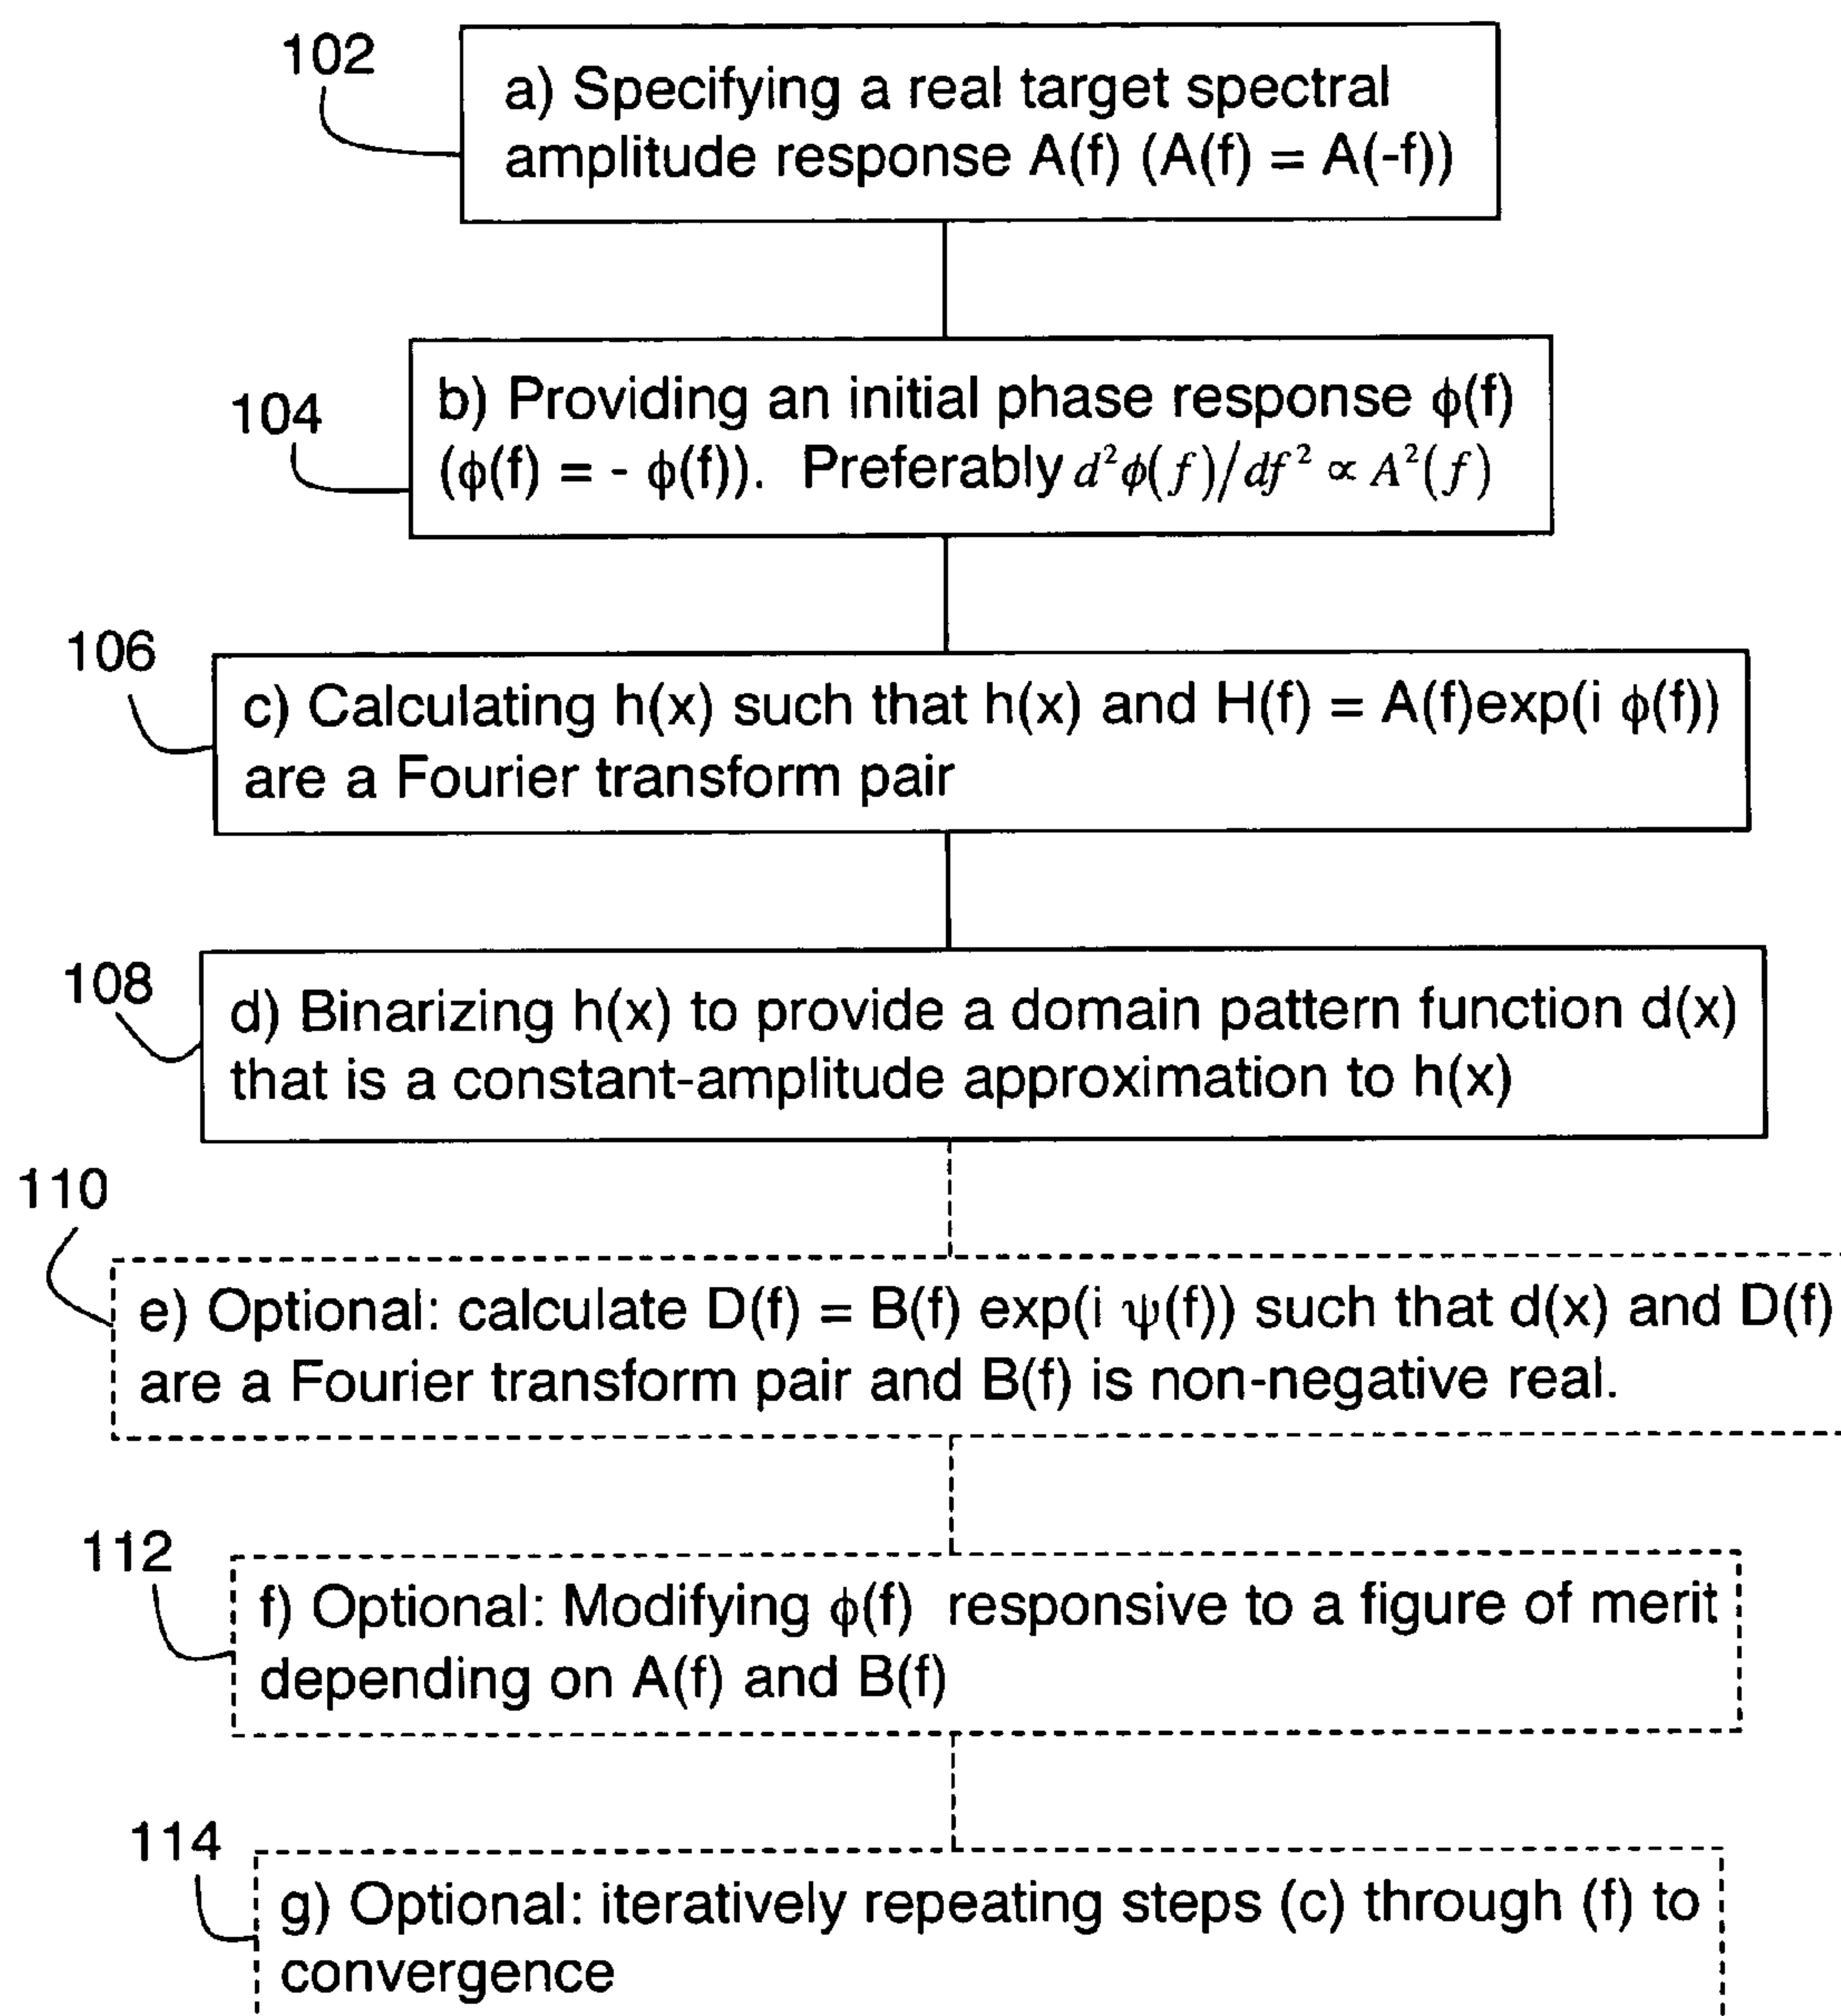 102
a) Specifying a real target spectral
amplitude response A(f) (A(f) = A(-f))
104
b) Providing an initial phase response ϕ(f)
(ϕ(f) = - ϕ(f)). Preferably d²ϕ(f)/df² ∝ A²(f)
106
c) Calculating h(x) such that h(x) and H(f) = A(f)exp(i ϕ(f))
are a Fourier transform pair
108
d) Binarizing h(x) to provide a domain pattern function d(x)
that is a constant-amplitude approximation to h(x)
110
e) Optional: calculate D(f) = B(f) exp(i ψ(f)) such that d(x) and D(f)
are a Fourier transform pair and B(f) is non-negative real.
112
f) Optional: Modifying ϕ(f) responsive to a figure of merit
depending on A(f) and B(f)
114
g) Optional: iteratively repeating steps (c) through (f) to
convergence